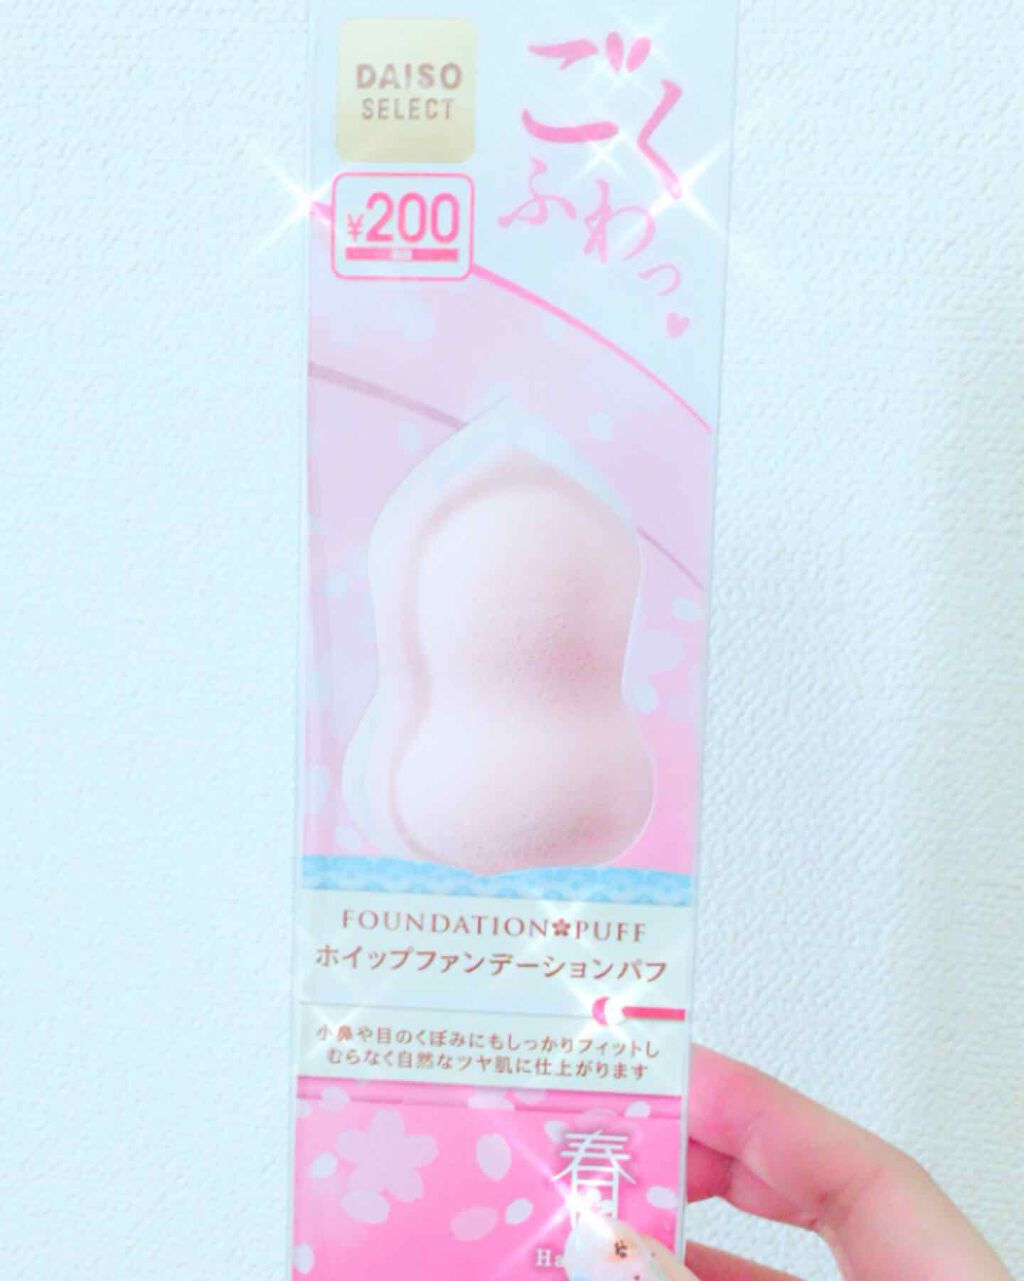 DAISO
SELECT
¥200
ごく
ふわっ
FOUNDATION PUFF
ホイップファンデーションパフ
小鼻や目のくぼみにもしっかりフィットし
むらなく自然なツヤ肌に仕上がります
春